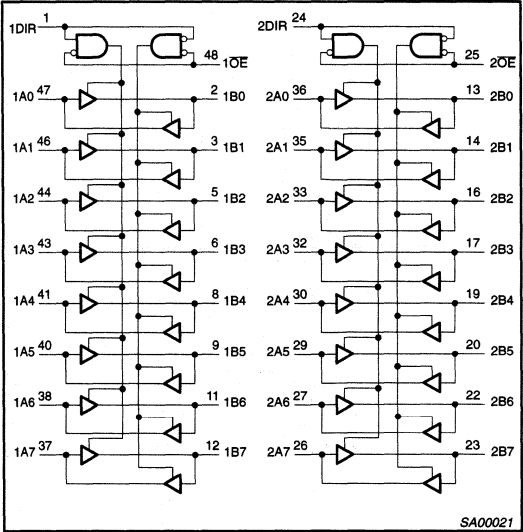 1DIR 1 2DIR 24
48 1OE 25 2OE
1A0 47 2 1B0 2A0 36 13 2B0
1A1 46 3 1B1 2A1 35 14 2B1
1A2 44 5 1B2 2A2 33 16 2B2
1A3 43 6 1B3 2A3 32 17 2B3
1A4 41 8 1B4 2A4 30 19 2B4
1A5 40 9 1B5 2A5 29 20 2B5
1A6 38 11 1B6 2A6 27 22 2B6
1A7 37 12 1B7 2A7 26 23 2B7
SA00021